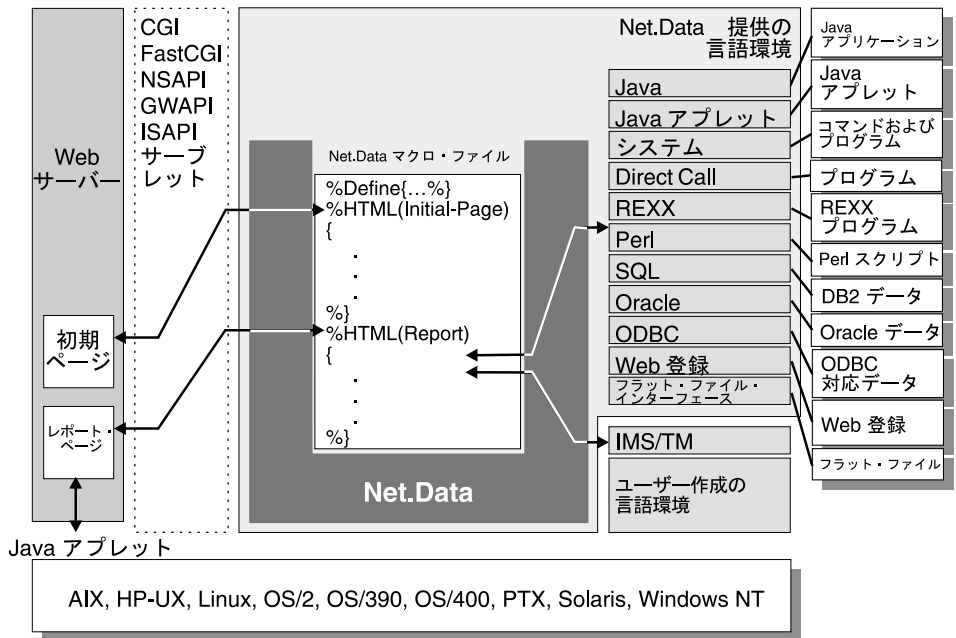 Web
サーバー
初期
ページ
レポート・
ページ
Java アプレット
CGI
FastCGI
NSAPI
GWAPI
ISAPI
サーブ
レット
Net.Data マクロ・ファイル
%Define{…%}
%HTML(Initial-Page)
{
.
.
.
%}
%HTML(Report)
{
.
.
.
%}
Net.Data
Net.Data 提供の
言語環境
Java
Java アプレット
システム
Direct Call
REXX
Perl
SQL
Oracle
ODBC
Web 登録
フラット・ファイル・
インターフェース
IMS/TM
ユーザー作成の
言語環境
Java
アプリケーション
Java
アプレット
コマンドおよび
プログラム
プログラム
REXX
プログラム
Perl スクリプト
DB2 データ
Oracle データ
ODBC
対応データ
Web 登録
フラット・ファイル
AIX, HP-UX, Linux, OS/2, OS/390, OS/400, PTX, Solaris, Windows NT